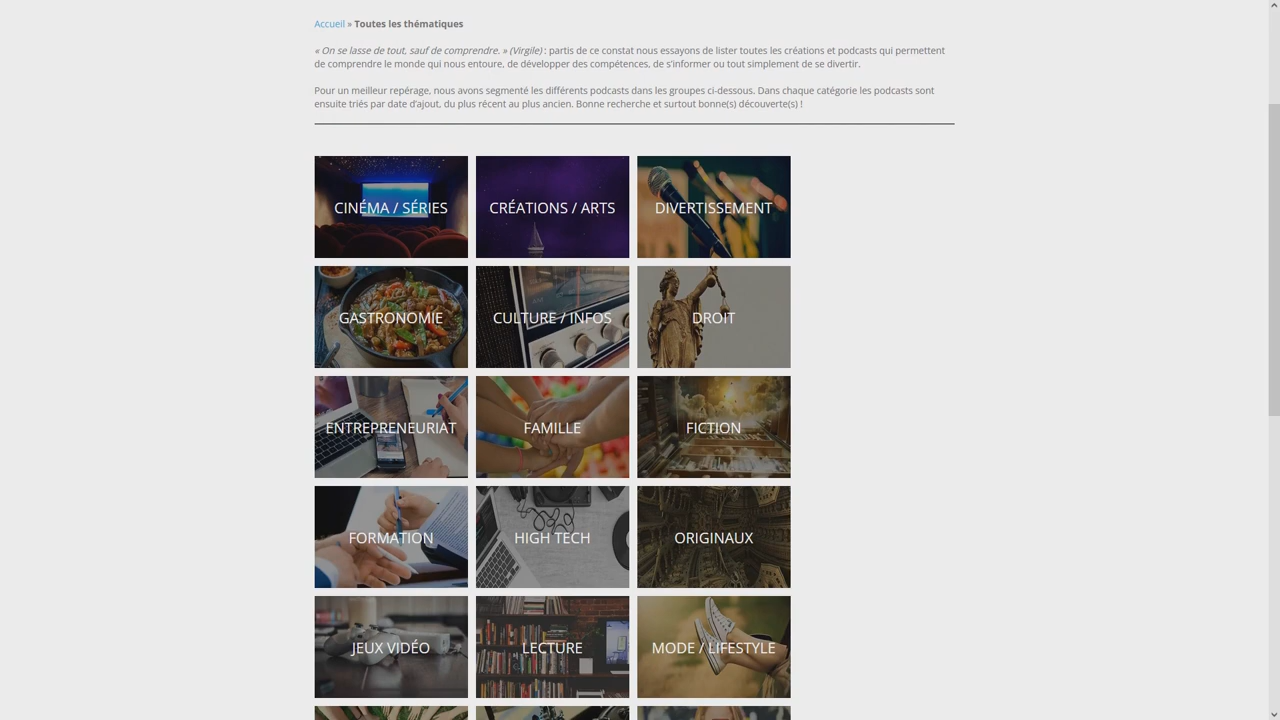 Accueil » Toutes les thématiques
« On se lasse de tout, sauf de comprendre. » (Virgile) : partis de ce constat nous essayons de lister toutes les créations et podcasts qui permettent
de comprendre le monde qui nous entoure, de développer des compétences, de s'informer ou tout simplement de se divertir.
Pour un meilleur repérage, nous avons segmenté les différents podcasts dans les groupes ci-dessous. Dans chaque catégorie les podcasts sont
ensuite triés par date d'ajout, du plus récent au plus ancien. Bonne recherche et surtout bonne(s) découverte(s) !
CINÉMA / SÉRIES
CRÉATIONS / ARTS
DIVERTISSEMENT
GASTRONOMIE
CULTURE / INFOS
DROIT
ENTREPRENEURIAT
FAMILLE
FICTION
FORMATION
HIGH TECH
ORIGINAUX
JEUX VIDÉO
LECTURE
MODE / LIFESTYLE